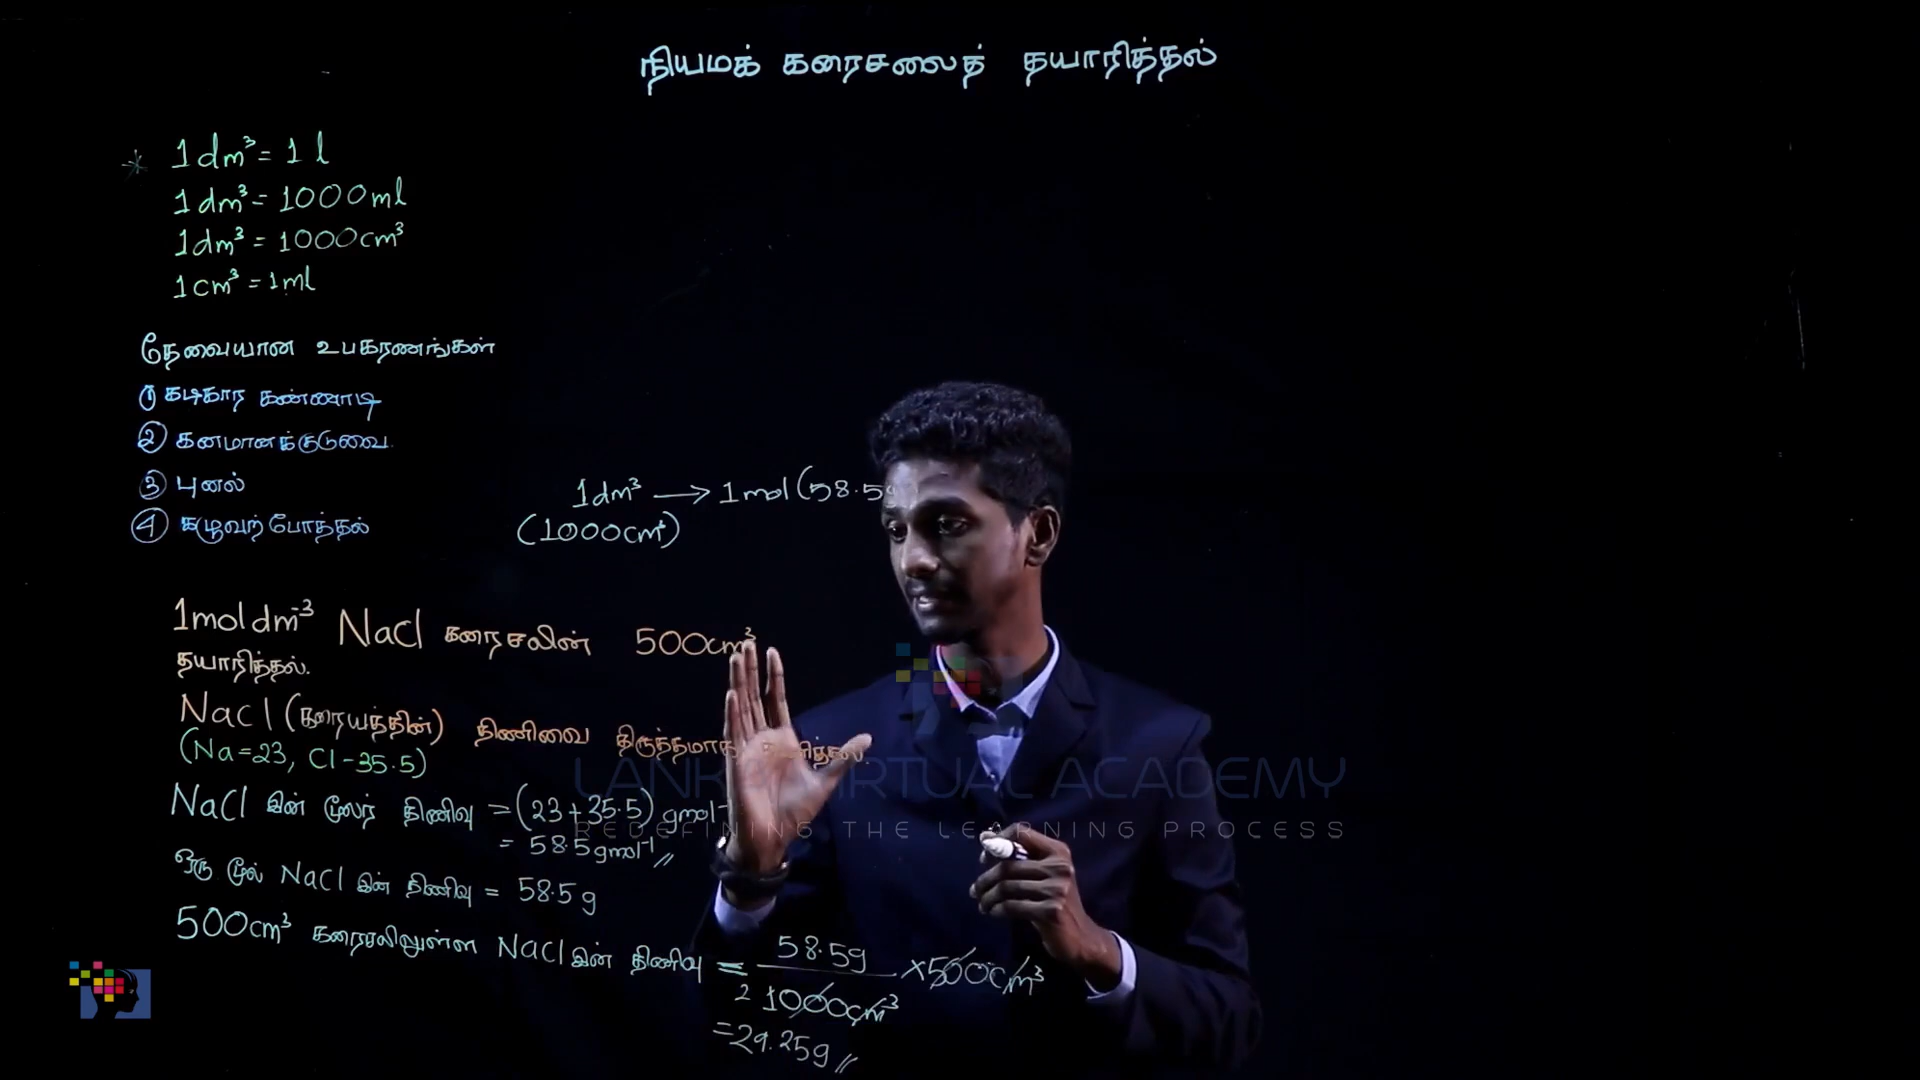 நியமக் கரைசலைத் தயாரித்தல்
* 1dm³ = 1 l
1dm³ = 1000ml
1dm³ = 1000cm³
1cm³ = 1ml
தேவையான உபகரணங்கள்
① கடிகார கண்ணாடி
② கனமானக்குடுவை.
③ புனல்
④ கழுவற்போத்தல்
1dm³ → 1mol (58.5g
(1000cm³)
1moldm⁻³ NaCl கரைசலின் 500cm³
தயாரித்தல்.
NaCl (கரையத்தின்) திணிவை
(Na=23, Cl-35.5)
NaCl இன் மூலர் திணிவு = (23+35.5) gmol⁻¹
= 58.5gmol⁻¹ //
ஒரு மூல் NaCl இன் திணிவு = 58.5g
500cm³ கரைசலிலுள்ள NaCl இன் திணிவு = 58.5g / 2 1000cm³ ×500cm³
= 29.25g //
LANKA VIRTUAL ACADEMY
REDEFINING THE LEARNING PROCESS